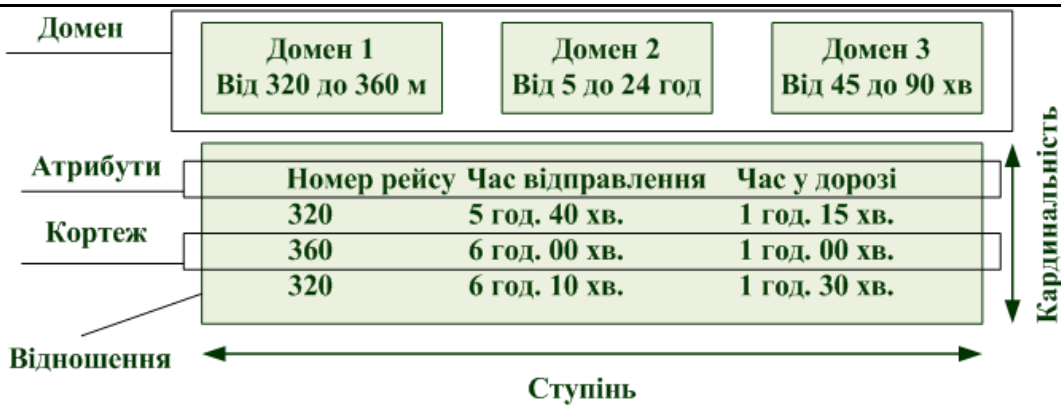 Домен
Домен 1
Від 320 до 360 м
Домен 2
Від 5 до 24 год
Домен 3
Від 45 до 90 хв
Атрибути
Номер рейсу Час відправлення Час у дорозі
320 5 год. 40 хв. 1 год. 15 хв.
Кортеж
360 6 год. 00 хв. 1 год. 00 хв.
320 6 год. 10 хв. 1 год. 30 хв.
Кардинальність
Відношення
Ступінь